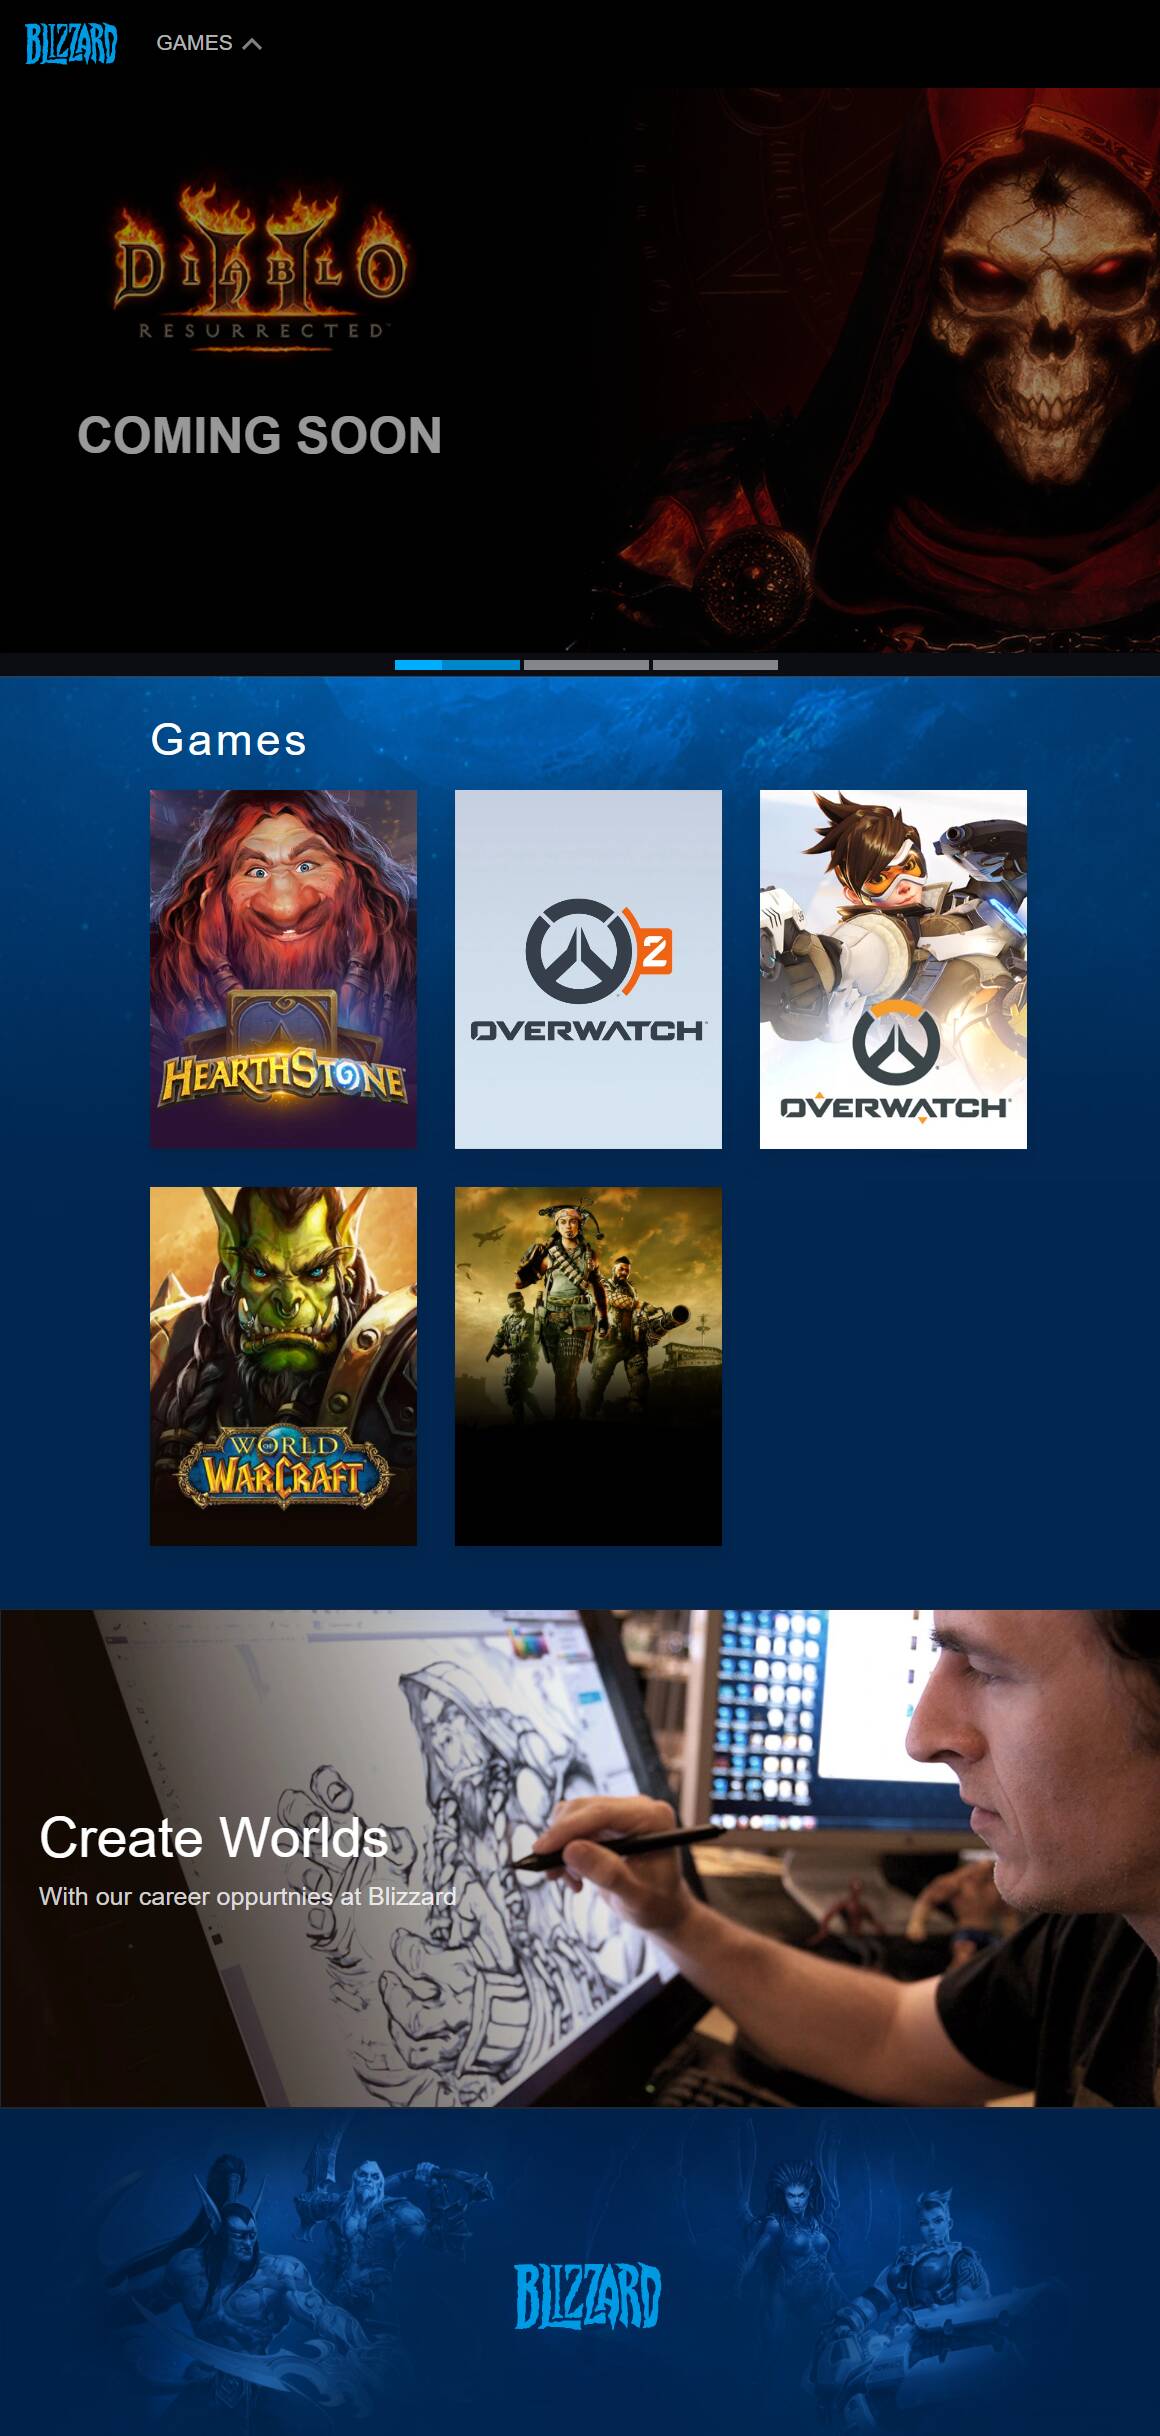 BLIZZARD
GAMES
DIABLO II
RESURRECTED
COMING SOON
Games
HEARTHSTONE
2
OVERWATCH
OVERWATCH
WORLD
OF
WARCRAFT
Create Worlds
With our career oppurtnies at Blizzard
BLIZZARD